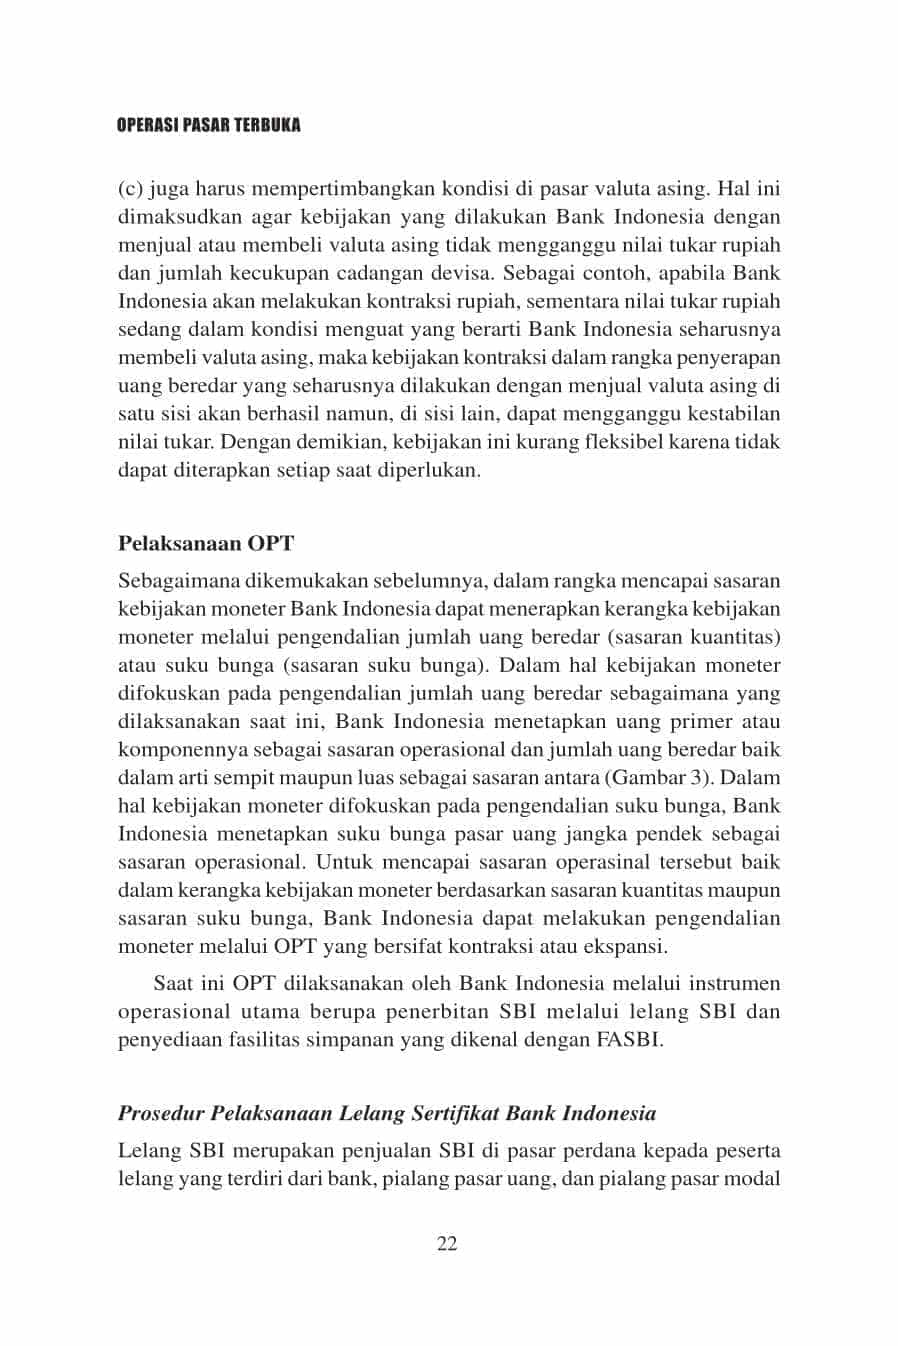 OPERASI PASAR TERBUKA
(c) juga harus mempertimbangkan kondisi di pasar valuta asing. Hal ini
dimaksudkan agar kebijakan yang dilakukan Bank Indonesia dengan
menjual atau membeli valuta asing tidak mengganggu nilai tukar rupiah
dan jumlah kecukupan cadangan devisa. Sebagai contoh, apabila Bank
Indonesia akan melakukan kontraksi rupiah, sementara nilai tukar rupiah
sedang dalam kondisi menguat yang berarti Bank Indonesia seharusnya
membeli valuta asing, maka kebijakan kontraksi dalam rangka penyerapan
uang beredar yang seharusnya dilakukan dengan menjual valuta asing di
satu sisi akan berhasil namun, di sisi lain, dapat mengganggu kestabilan
nilai tukar. Dengan demikian, kebijakan ini kurang fleksibel karena tidak
dapat diterapkan setiap saat diperlukan.
Pelaksanaan OPT
Sebagaimana dikemukakan sebelumnya, dalam rangka mencapai sasaran
kebijakan moneter Bank Indonesia dapat menerapkan kerangka kebijakan
moneter melalui pengendalian jumlah uang beredar (sasaran kuantitas)
atau suku bunga (sasaran suku bunga). Dalam hal kebijakan moneter
difokuskan pada pengendalian jumlah uang beredar sebagaimana yang
dilaksanakan saat ini, Bank Indonesia menetapkan uang primer atau
komponennya sebagai sasaran operasional dan jumlah uang beredar baik
dalam arti sempit maupun luas sebagai sasaran antara (Gambar 3). Dalam
hal kebijakan moneter difokuskan pada pengendalian suku bunga, Bank
Indonesia menetapkan suku bunga pasar uang jangka pendek sebagai
sasaran operasional. Untuk mencapai sasaran operasinal tersebut baik
dalam kerangka kebijakan moneter berdasarkan sasaran kuantitas maupun
sasaran suku bunga, Bank Indonesia dapat melakukan pengendalian
moneter melalui OPT yang bersifat kontraksi atau ekspansi.
Saat ini OPT dilaksanakan oleh Bank Indonesia melalui instrumen
operasional utama berupa penerbitan SBI melalui lelang SBI dan
penyediaan fasilitas simpanan yang dikenal dengan FASBI.
Prosedur Pelaksanaan Lelang Sertifikat Bank Indonesia
Lelang SBI merupakan penjualan SBI di pasar perdana kepada peserta
lelang yang terdiri dari bank, pialang pasar uang, dan pialang pasar modal
22